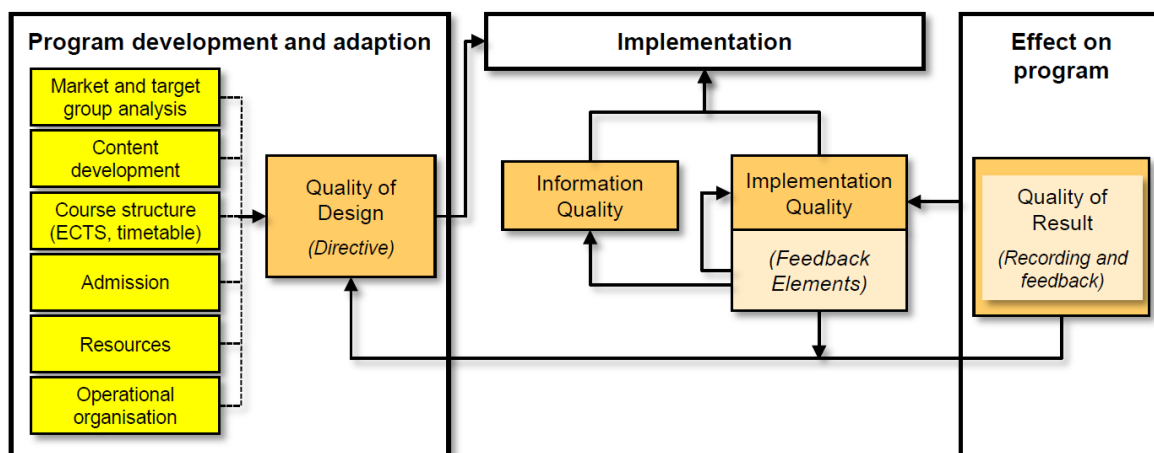 Program development and adaption
Market and target
group analysis
Content
development
Course structure
(ECTS, timetable)
Admission
Resources
Operational
organisation
Quality of
Design
(Directive)
Implementation
Information
Quality
Implementation
Quality
(Feedback
Elements)
Effect on
program
Quality of
Result
(Recording and
feedback)